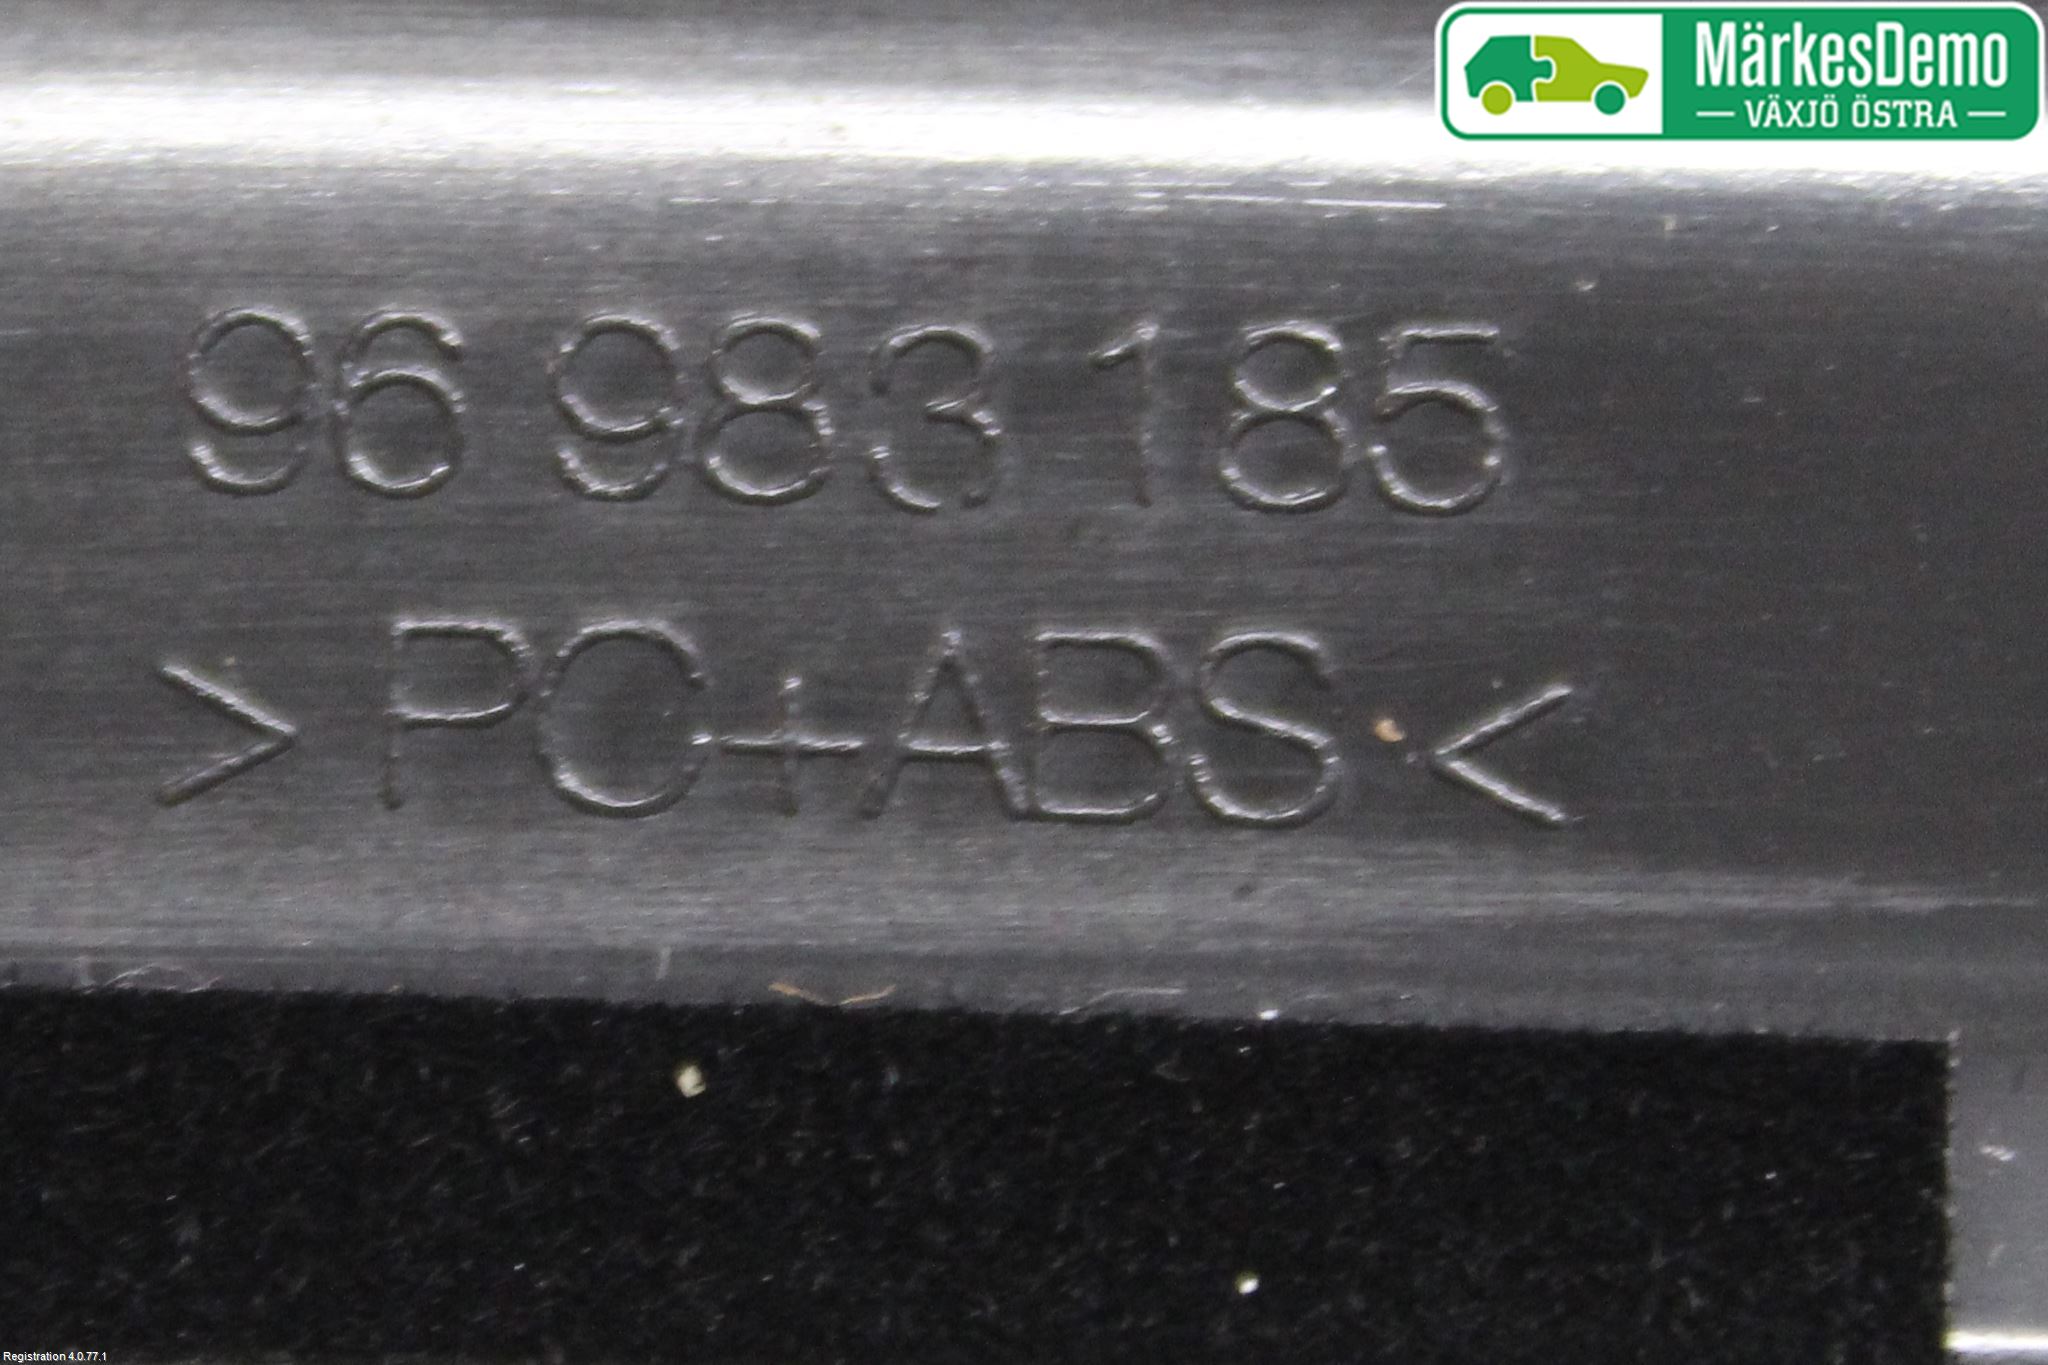 MärkesDemo
— VÄXJÖ ÖSTRA —
96 983 185
> PC+ABS <
Registration 4.0.77.1